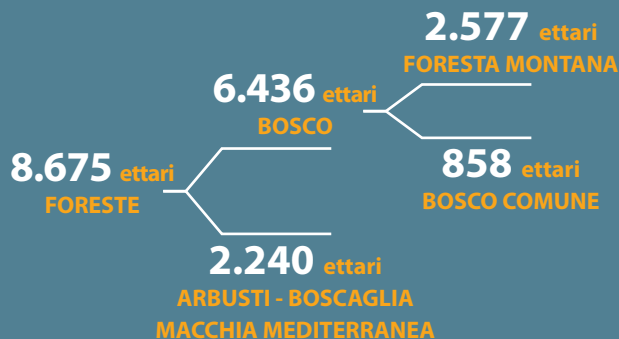 2.577 ettari
FORESTA MONTANA
6.436 ettari
BOSCO
858 ettari
BOSCO COMUNE
8.675 ettari
FORESTE
2.240 ettari
ARBUSTI - BOSCAGLIA
MACCHIA MEDITERRANEA